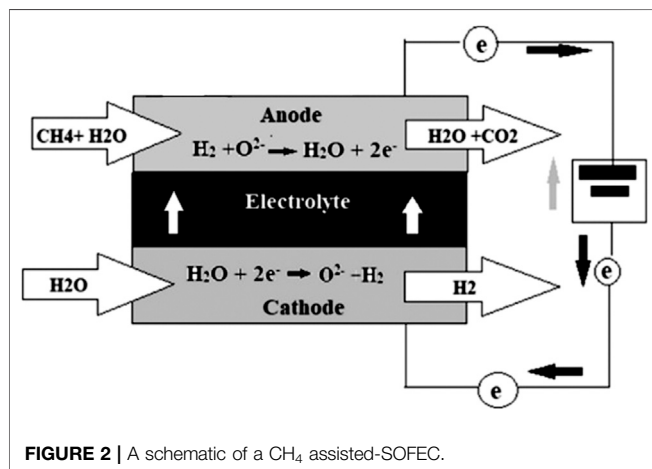 e
Anode
CH4+ H2O
H₂ +O²⁻ → H₂O + 2e⁻
H2O +CO2
Electrolyte
H2O
H₂O + 2e⁻ → O²⁻ –H₂
H2
e
Cathode
e
FIGURE 2 | A schematic of a CH₄ assisted-SOFEC.